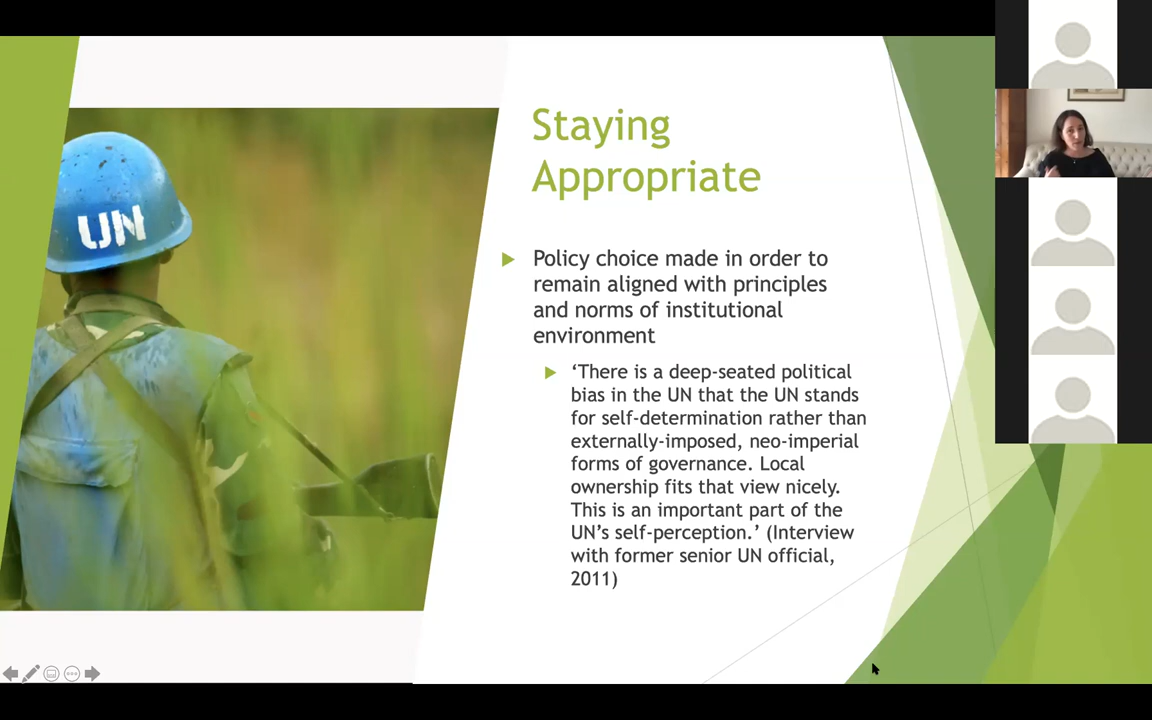 UN
Staying
Appropriate
Policy choice made in order to
remain aligned with principles
and norms of institutional
environment
‘There is a deep-seated political
bias in the UN that the UN stands
for self-determination rather than
externally-imposed, neo-imperial
forms of governance. Local
ownership fits that view nicely.
This is an important part of the
UN’s self-perception.’ (Interview
with former senior UN official,
2011)